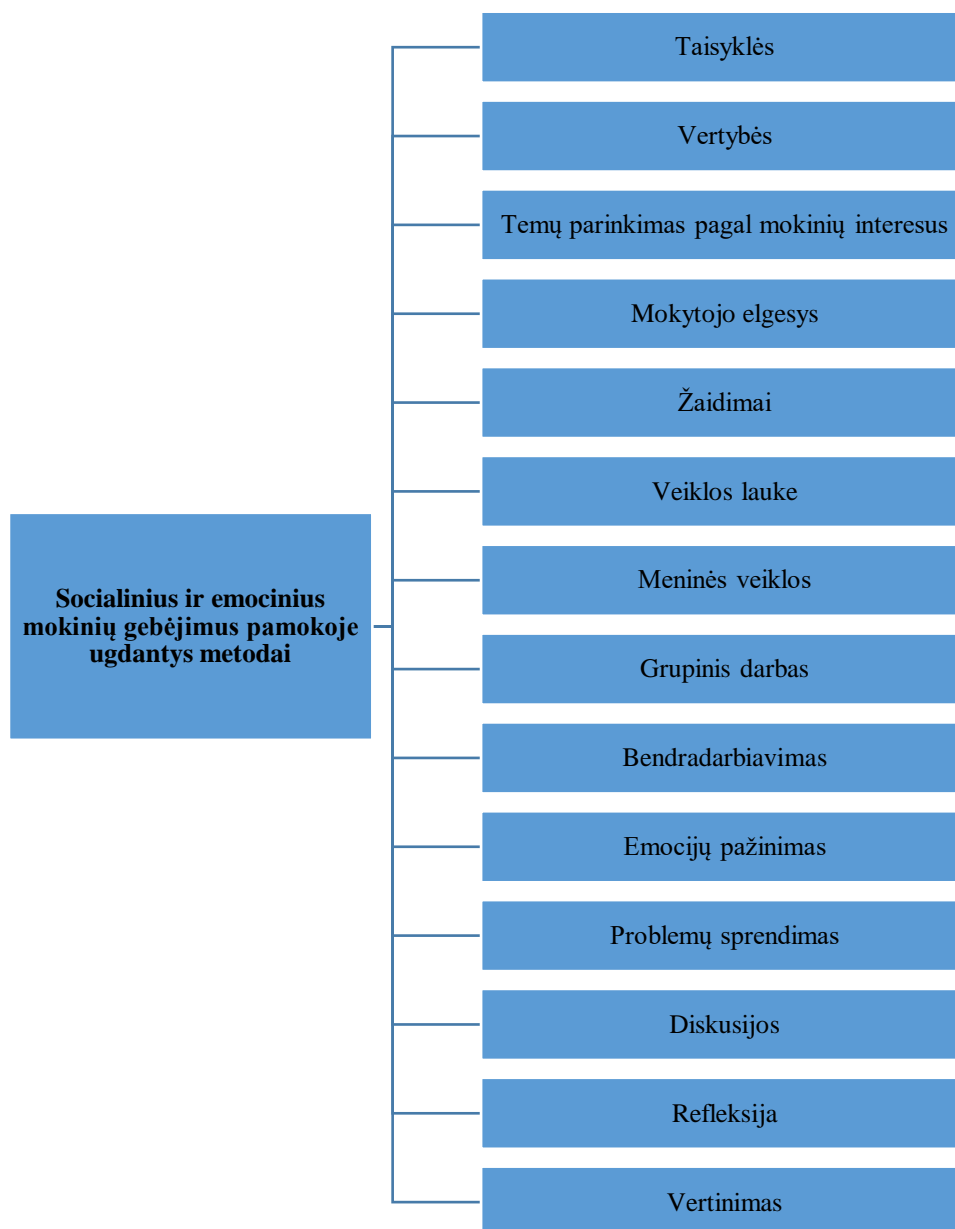 Socialinius ir emocinius
mokinių gebėjimus pamokoje
ugdantys metodai
Taisyklės
Vertybės
Temų parinkimas pagal mokinių interesus
Mokytojo elgesys
Žaidimai
Veiklos lauke
Meninės veiklos
Grupinis darbas
Bendradarbiavimas
Emocijų pažinimas
Problemų sprendimas
Diskusijos
Refleksija
Vertinimas